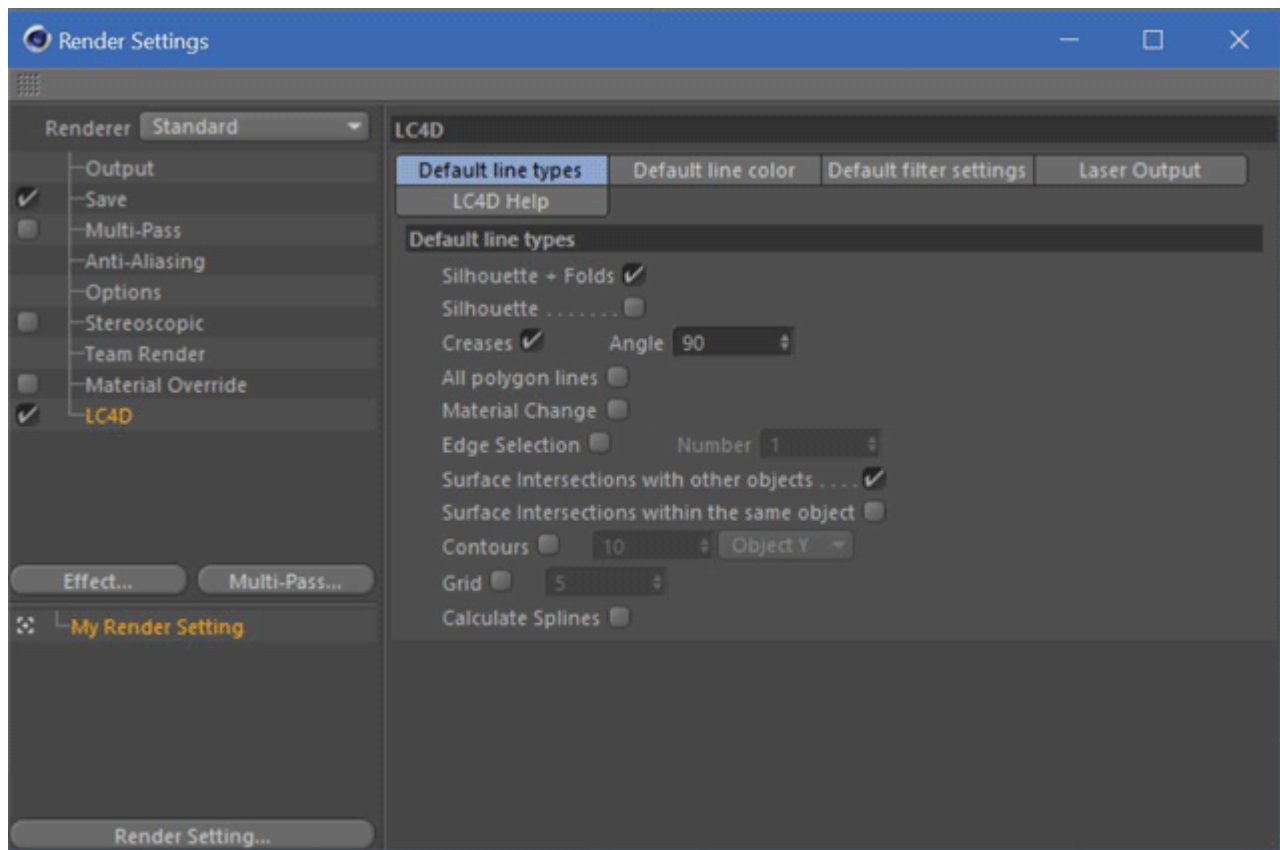 Render Settings
Renderer Standard
Output
Save
Multi-Pass
Anti-Aliasing
Options
Stereoscopic
Team Render
Material Override
LC4D
Effect... Multi-Pass...
My Render Setting
Render Setting...
LC4D
Default line types Default line color Default filter settings Laser Output
LC4D Help
Default line types
Silhouette + Folds
Silhouette . . . . . . .
Creases Angle 90
All polygon lines
Material Change
Edge Selection Number 1
Surface Intersections with other objects . . . .
Surface Intersections within the same object
Contours 10 Object Y
Grid 5
Calculate Splines